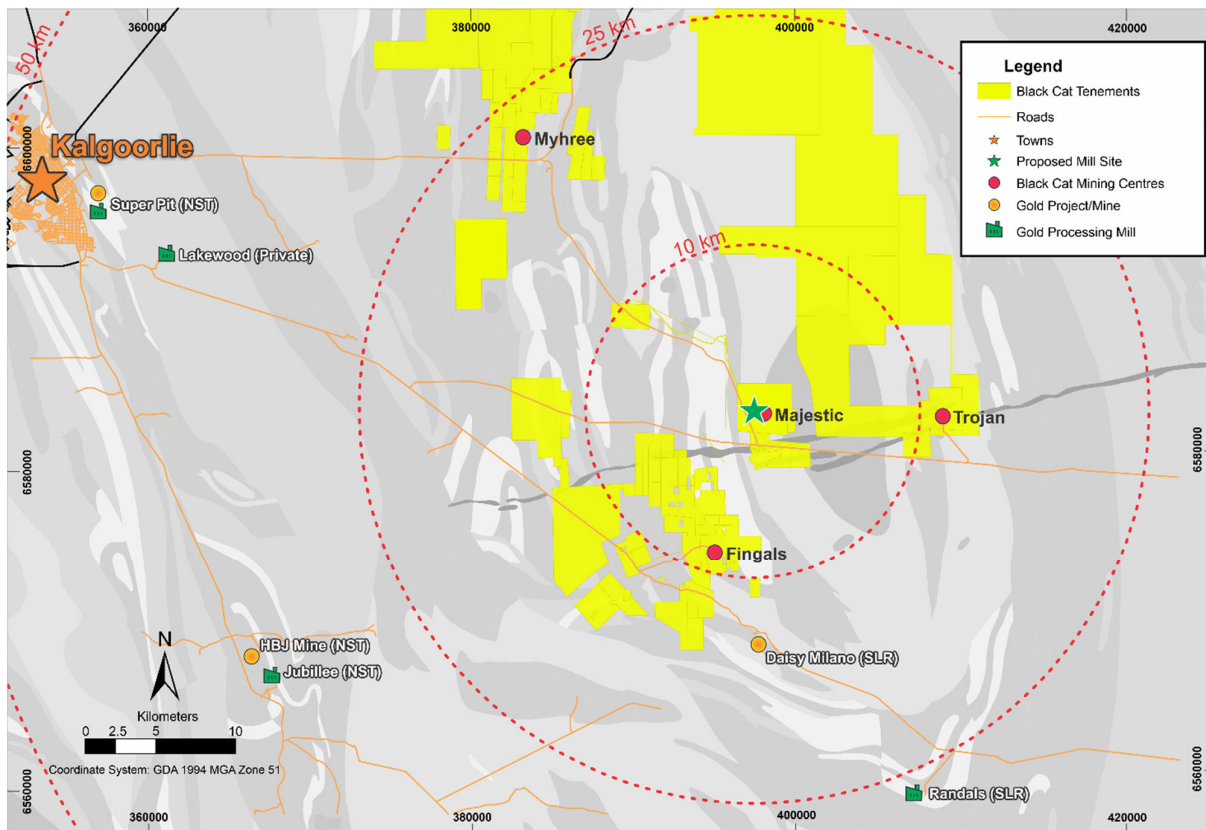 360000
380000
400000
420000
50 km
25 km
Legend
Black Cat Tenements
Roads
Towns
Proposed Mill Site
Black Cat Mining Centres
Gold Project/Mine
Gold Processing Mill
6600000
Kalgoorlie
Myhree
Super Pit (NST)
Lakewood (Private)
10 km
Majestic
Trojan
6580000
6580000
Fingals
N
HBJ Mine (NST)
Jubillee (NST)
Daisy Milano (SLR)
Kilometers
0 2.5 5 10
Coordinate System: GDA 1994 MGA Zone 51
Randals (SLR)
6560000
6560000
360000
380000
400000
420000